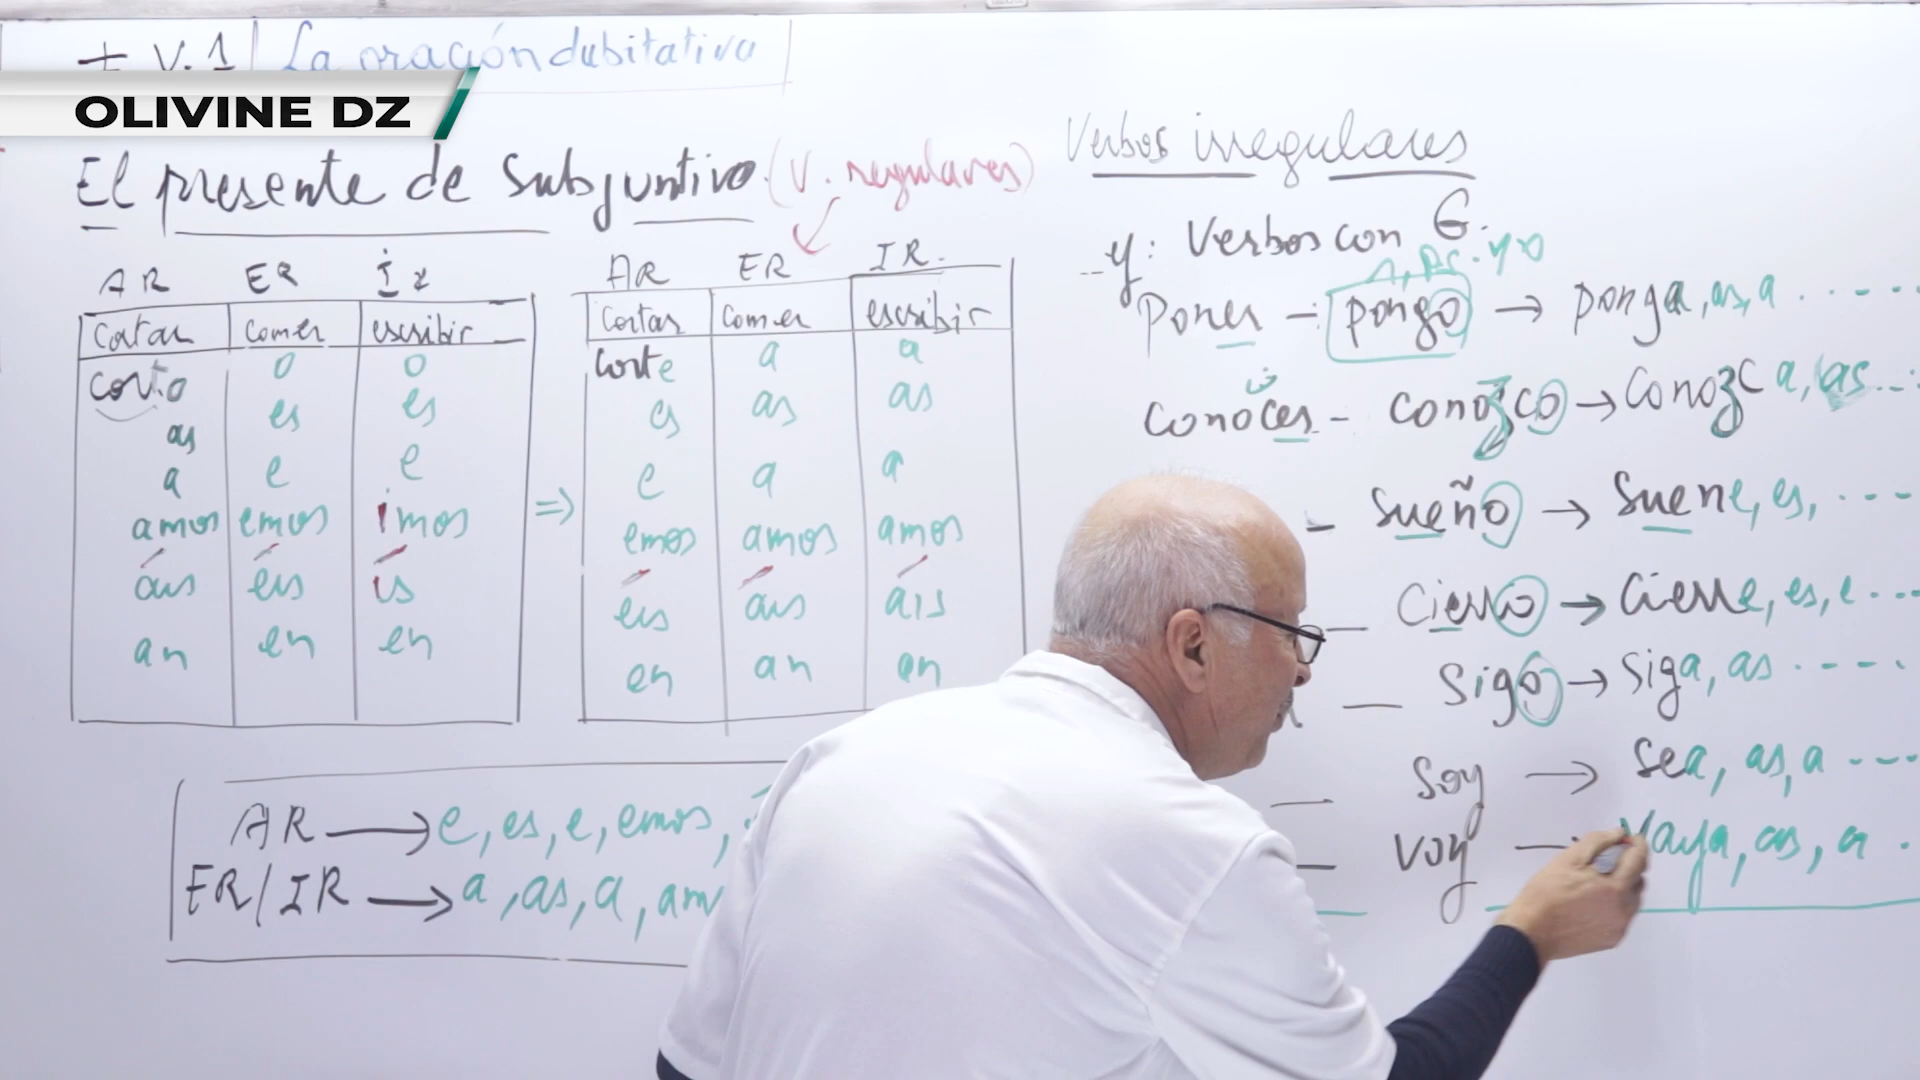 + V.1 | La oración dubitativa
OLIVINE DZ
El presente de subjuntivo. (V. regulares)
AR ER Ir
Cortar Comer escribir
corto o o
as es es
a e e
amos emos imos
áis éis ís
an en en
⇒
AR ER IR.
Cortar Comer escribir
corte a a
es as as
e a a
emos amos amos
éis áis áis
en an an
AR → e, es, e, emos,
ER/IR → a, as, a, am
Verbos irregulares
y: Verbos con G.
Poner - pongo → ponga, as, a . - - - -
Conocer - conozco → Conozca, as...
- sueño → Suene, es, - - - -
- Cierro → Cierre, es, e - - - -
- Sigo → Siga, as - - - - .
- Soy → Sea, as, a - - - -
- Voy → Vaya, as, a .